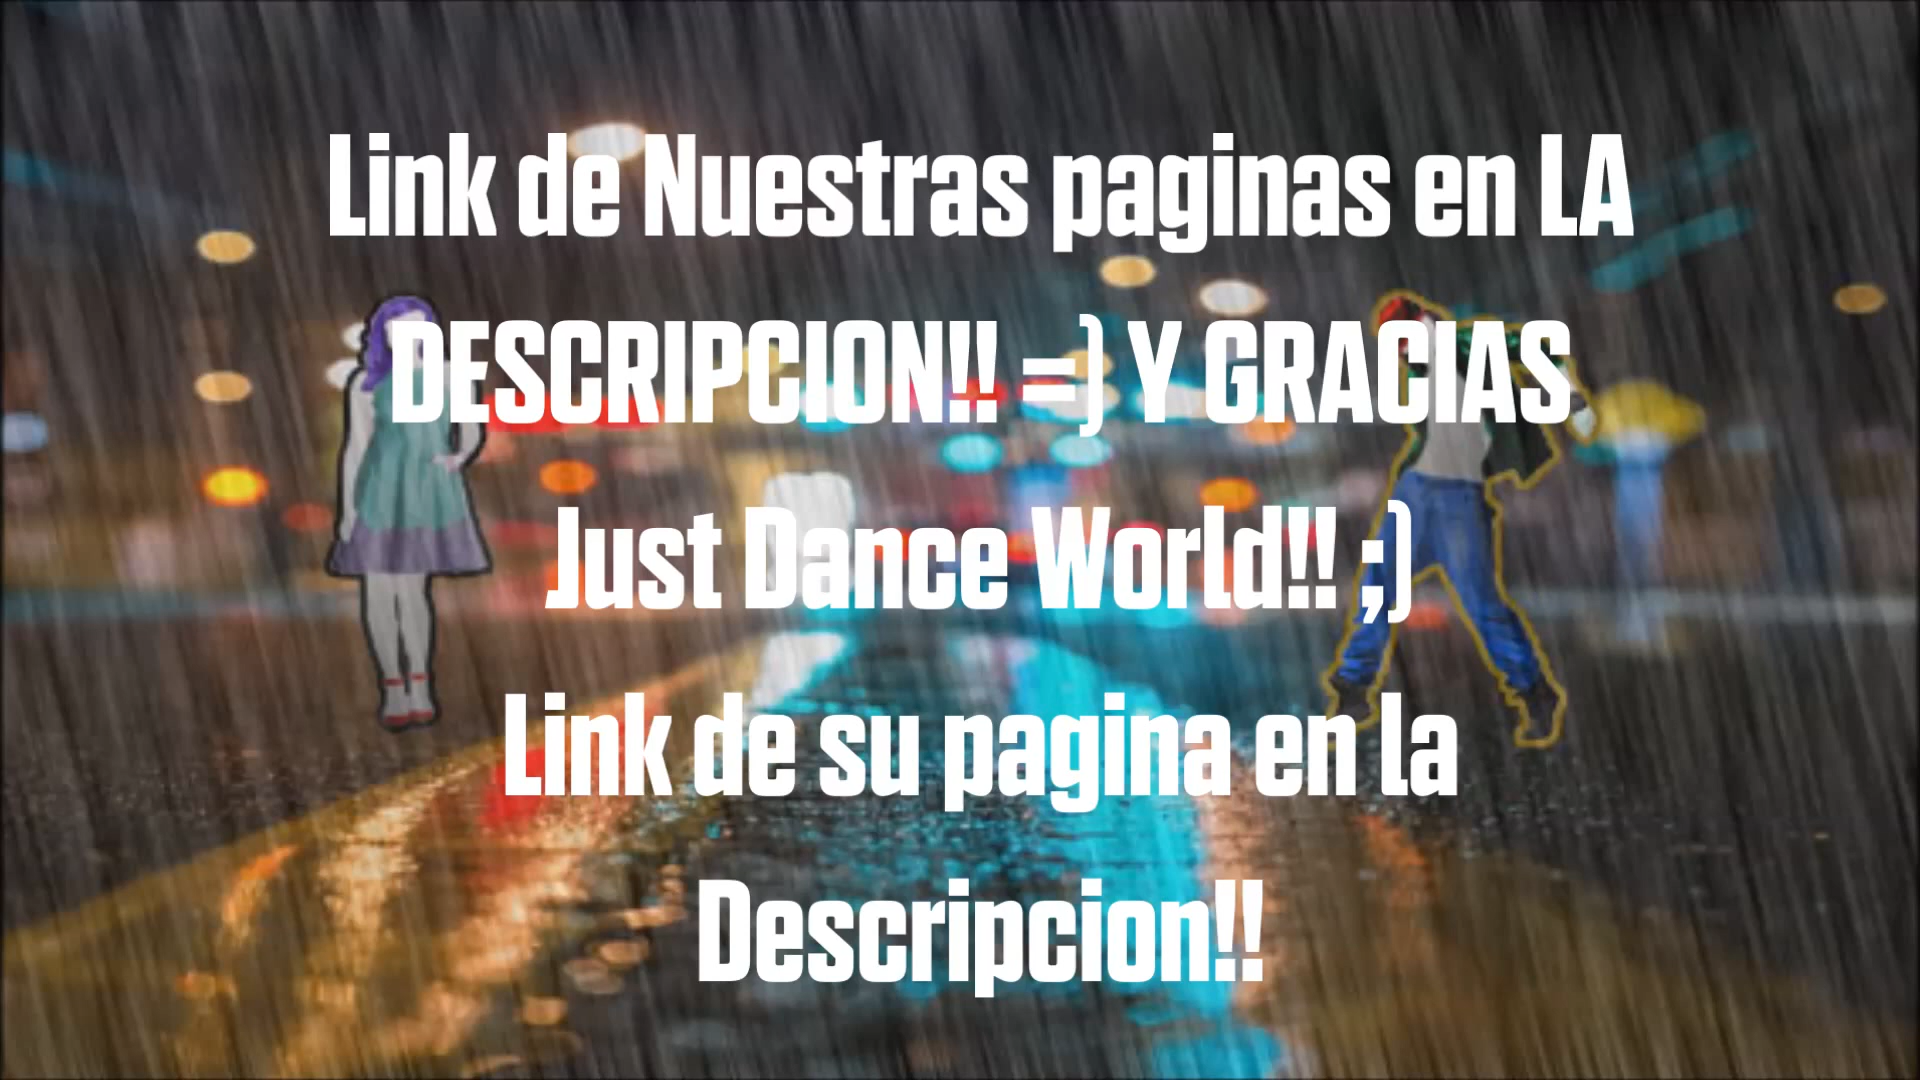 Link de Nuestras paginas en LA
DESCRIPCION!! =) Y GRACIAS
Just Dance World!! ;)
Link de su pagina en la
Descripcion!!